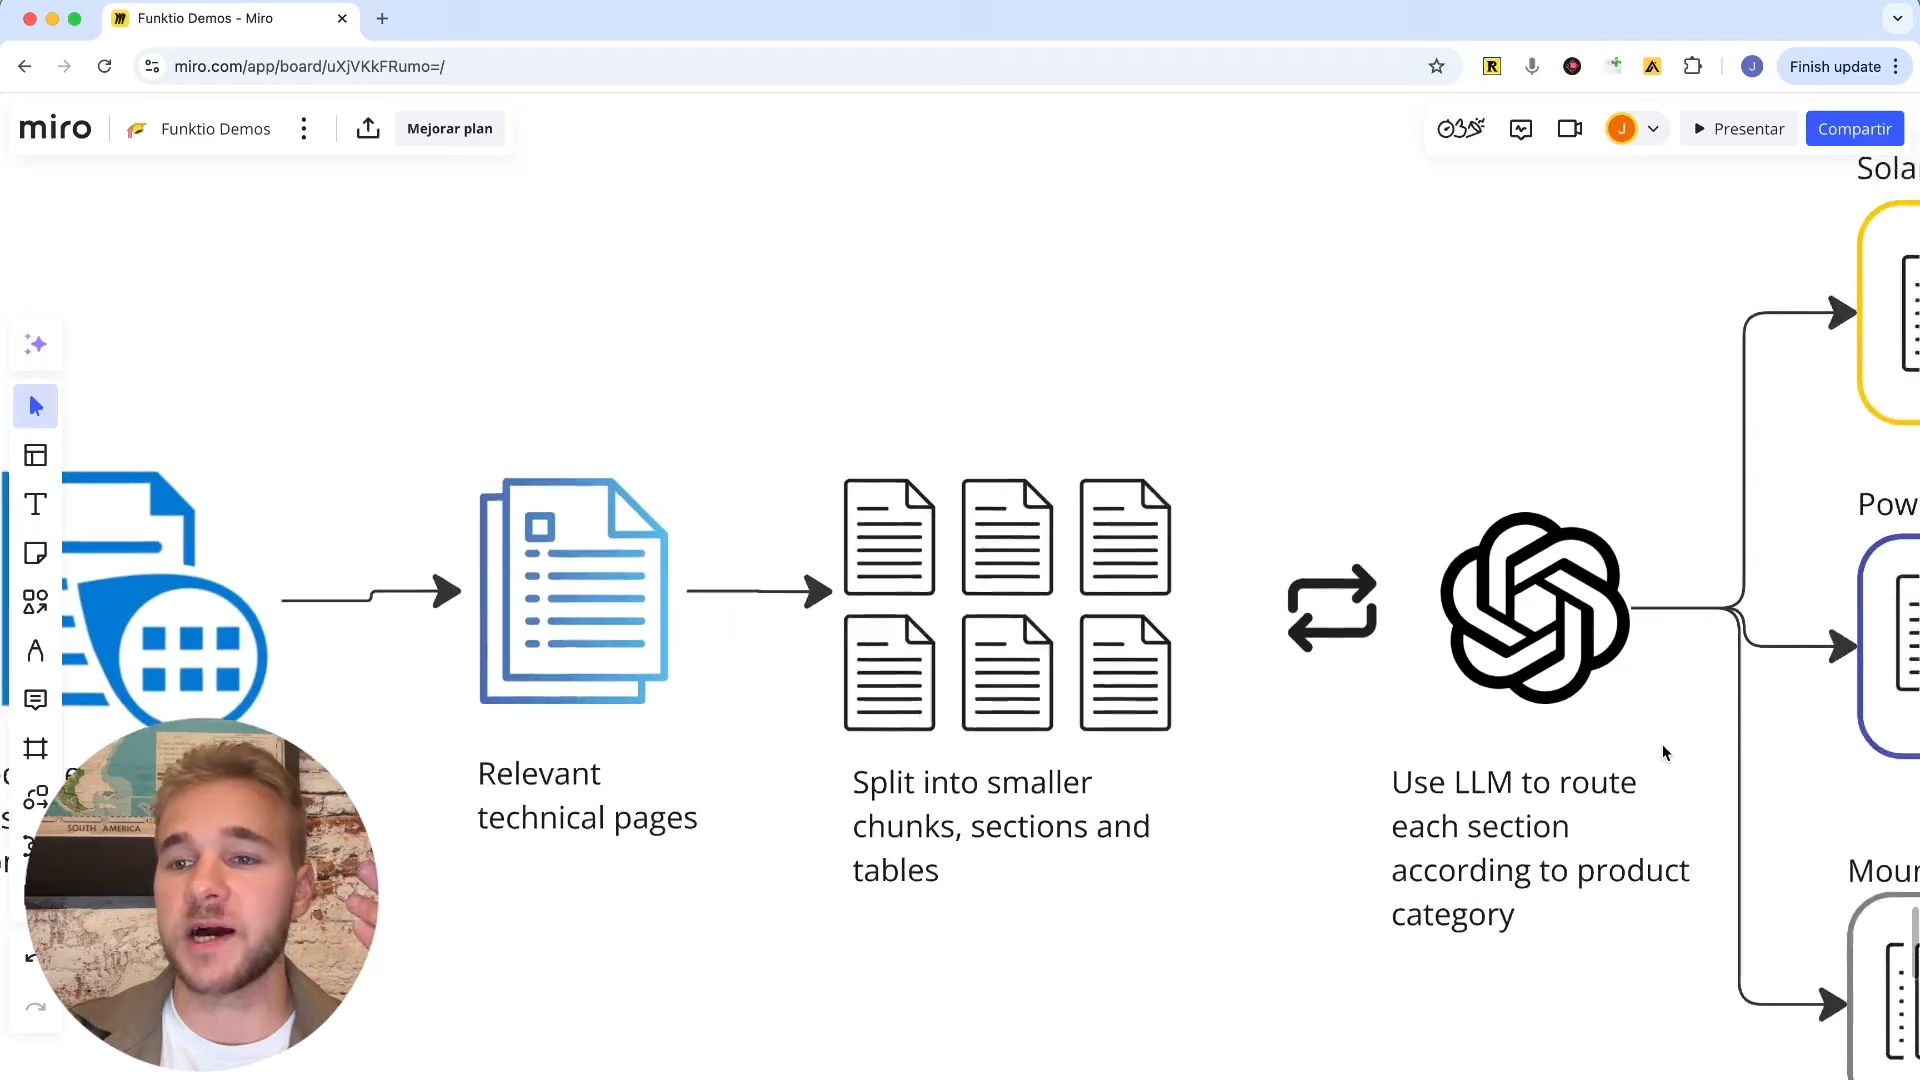 Funktio Demos - Miro
miro.com/app/board/uXjVKkFRumo=/
R
J
Finish update
miro
Funktio Demos
Mejorar plan
J
Presentar
Compartir
Sola
Pow
Relevant
technical pages
Split into smaller
chunks, sections and
tables
Use LLM to route
each section
according to product
category
Mour
SOUTH AMERICA